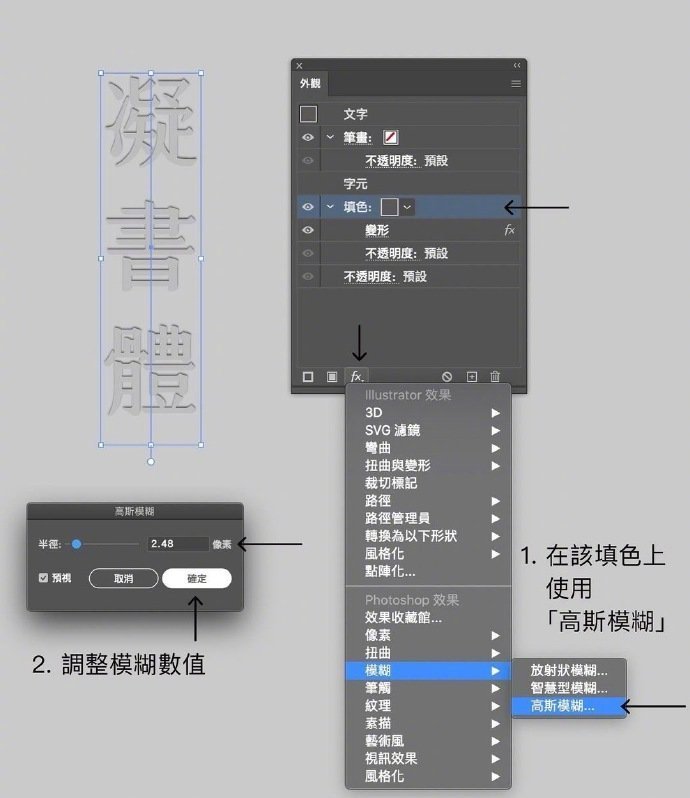 凝
書
體
外觀
文字
筆畫:
不透明度: 預設
字元
填色:
變形 fx
不透明度: 預設
不透明度: 預設
fx.
Illustrator 效果
3D
SVG 濾鏡
彎曲
扭曲與變形
裁切標記
路徑
路徑管理員
轉換為以下形狀
風格化
點陣化...
Photoshop 效果
效果收藏館...
像素
扭曲
模糊
筆觸
紋理
素描
藝術風
視訊效果
風格化
放射狀模糊...
智慧型模糊...
高斯模糊...
1. 在該填色上
使用
「高斯模糊」
高斯模糊
半徑: 2.48 像素
預視 取消 確定
2. 調整模糊數值